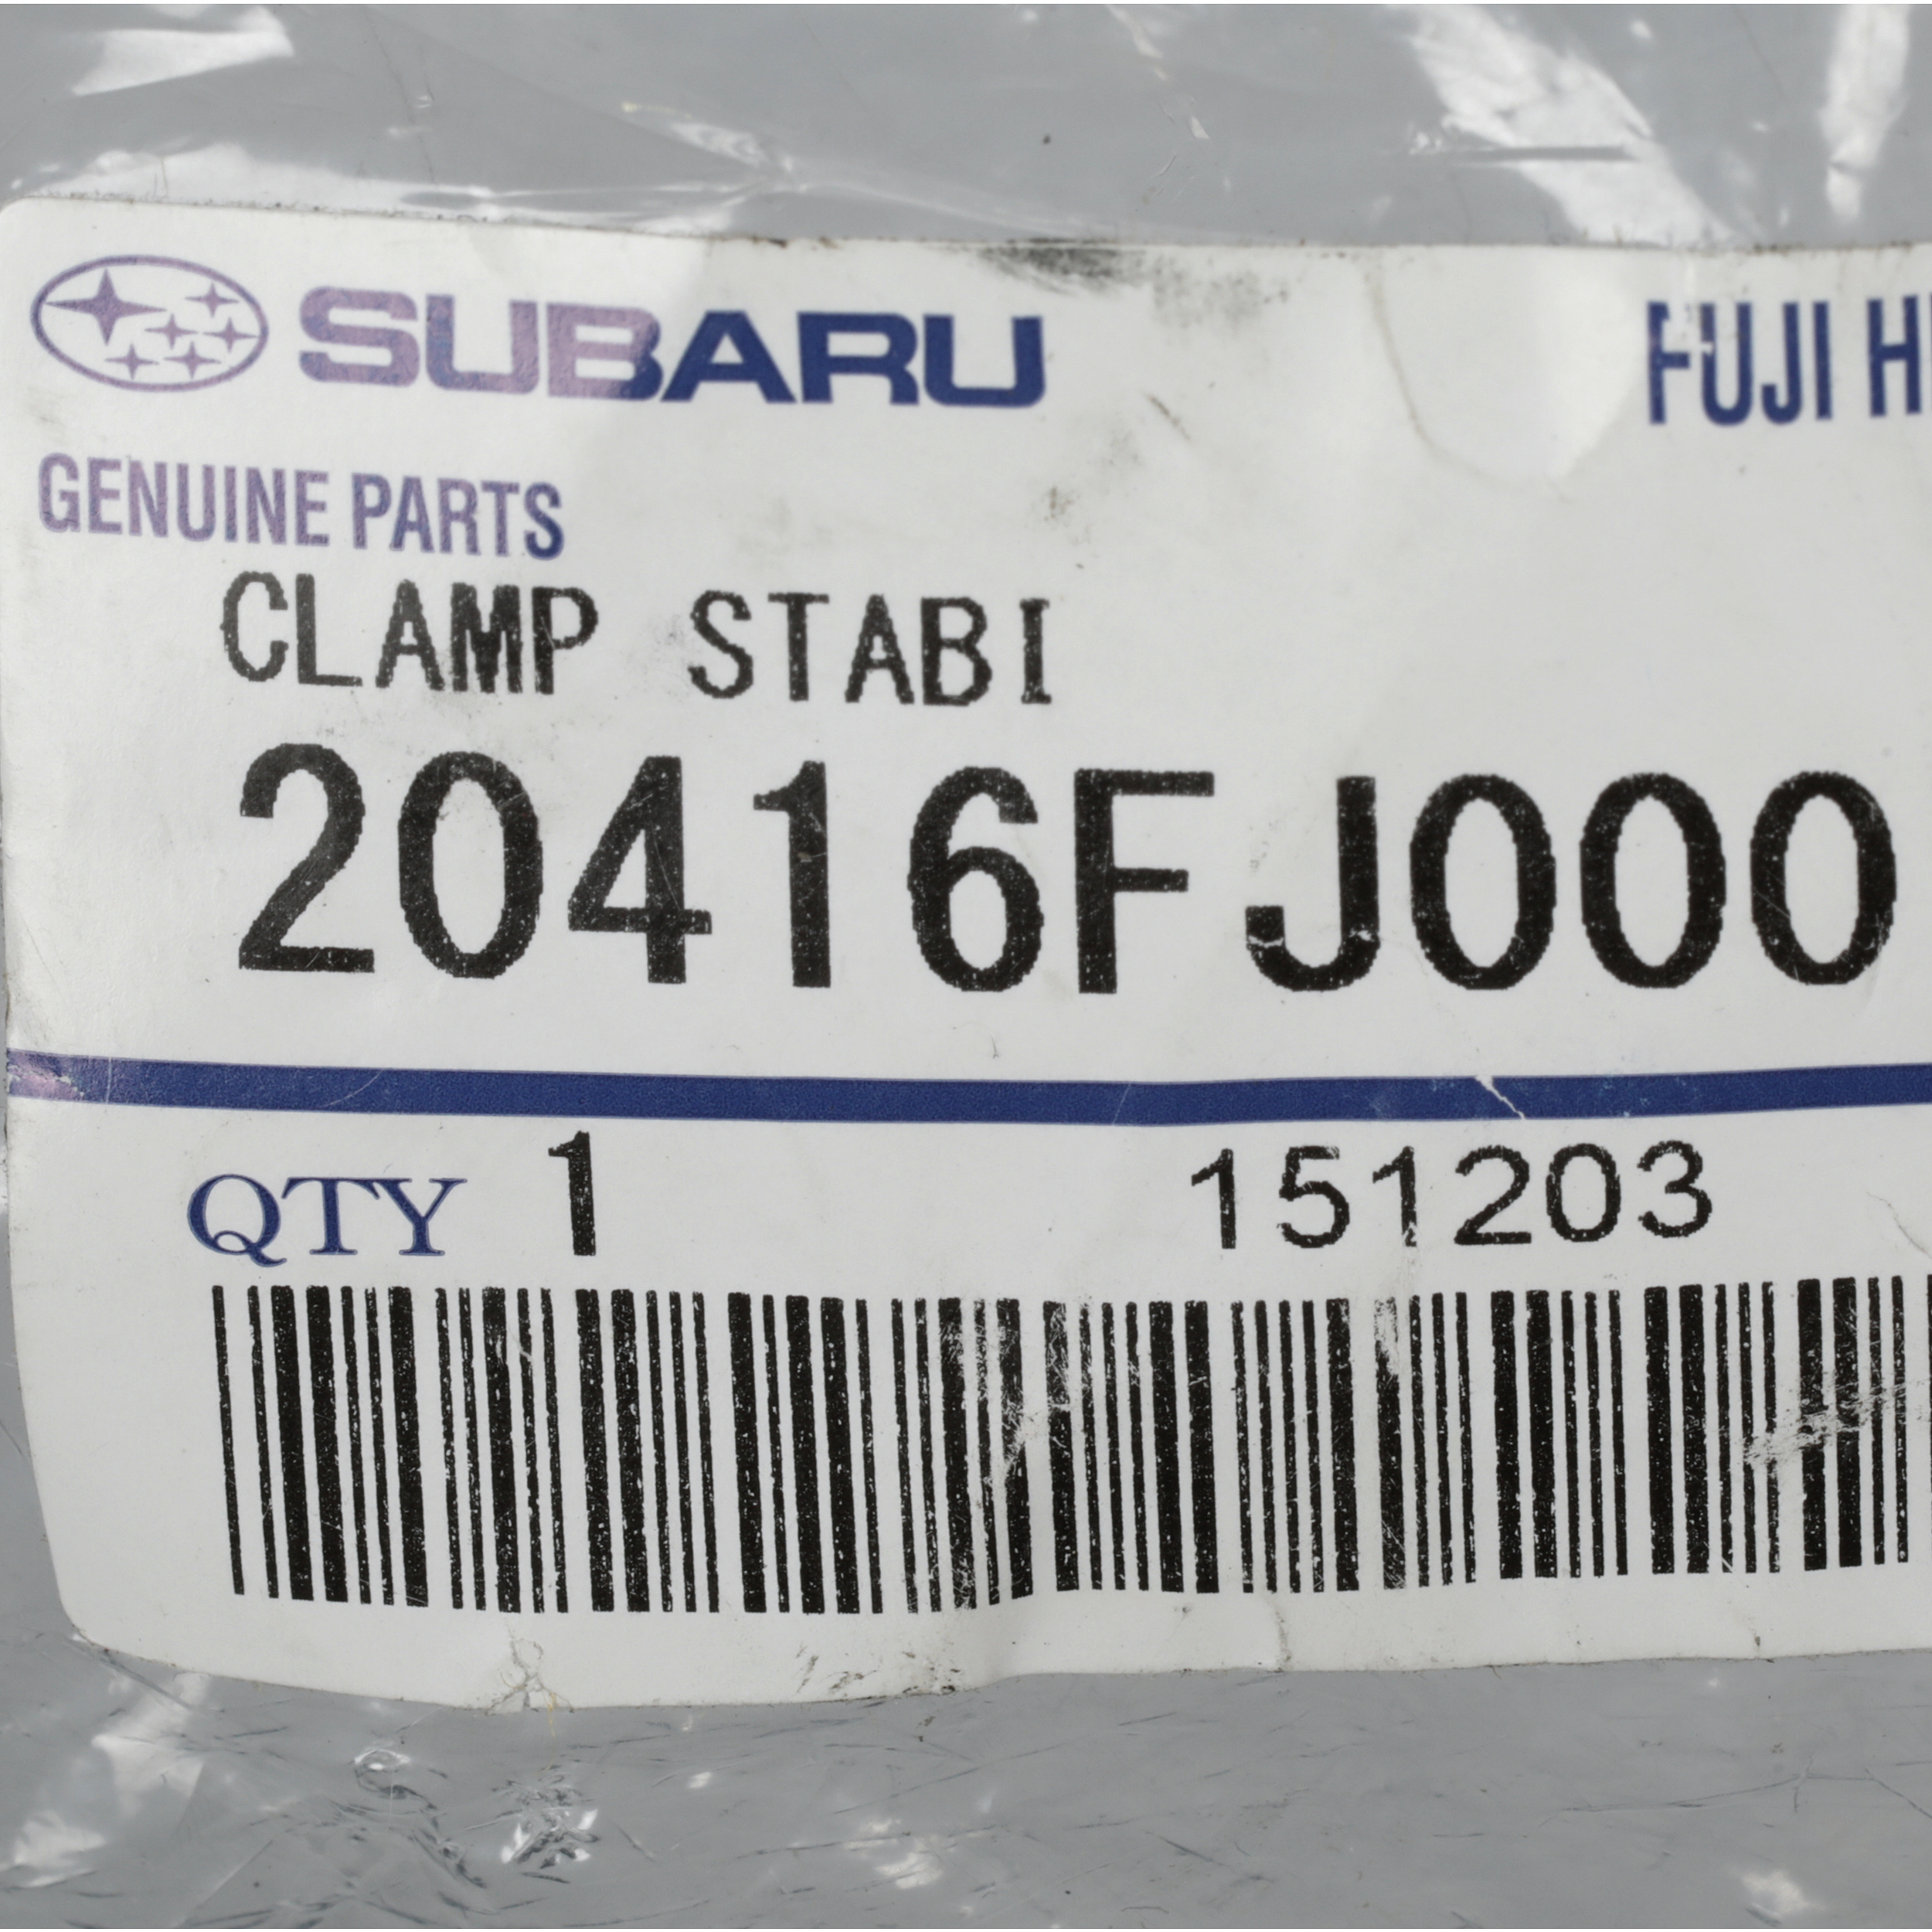 SUBARU
FUJI
GENUINE PARTS
CLAMP STABI
20416FJ000
QTY 1 151203